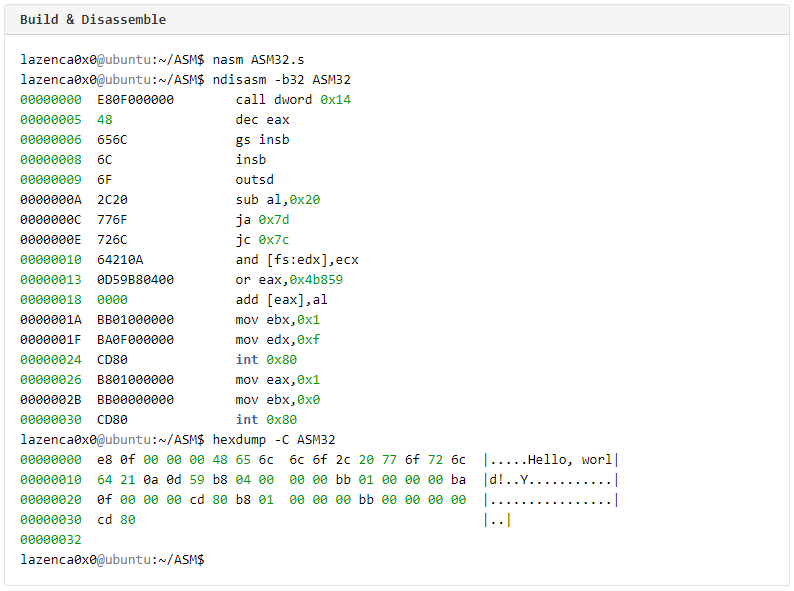 Build & Disassemble
lazenca0x0@ubuntu:~/ASM$ nasm ASM32.s
lazenca0x0@ubuntu:~/ASM$ ndisasm -b32 ASM32
00000000  E80F000000        call dword 0x14
00000005  48                dec eax
00000006  656C              gs insb
00000008  6C                insb
00000009  6F                outsd
0000000A  2C20              sub al,0x20
0000000C  776F              ja 0x7d
0000000E  726C              jc 0x7c
00000010  64210A            and [fs:edx],ecx
00000013  0D59B80400        or eax,0x4b859
00000018  0000              add [eax],al
0000001A  BB01000000        mov ebx,0x1
0000001F  BA0F000000        mov edx,0xf
00000024  CD80              int 0x80
00000026  B801000000        mov eax,0x1
0000002B  BB00000000        mov ebx,0x0
00000030  CD80              int 0x80
lazenca0x0@ubuntu:~/ASM$ hexdump -C ASM32
00000000  e8 0f 00 00 00 48 65 6c  6c 6f 2c 20 77 6f 72 6c  |.....Hello, worl|
00000010  64 21 0a 0d 59 b8 04 00  00 00 bb 01 00 00 00 ba  |d!..Y...........|
00000020  0f 00 00 00 cd 80 b8 01  00 00 00 bb 00 00 00 00  |................|
00000030  cd 80                                             |..|
00000032
lazenca0x0@ubuntu:~/ASM$